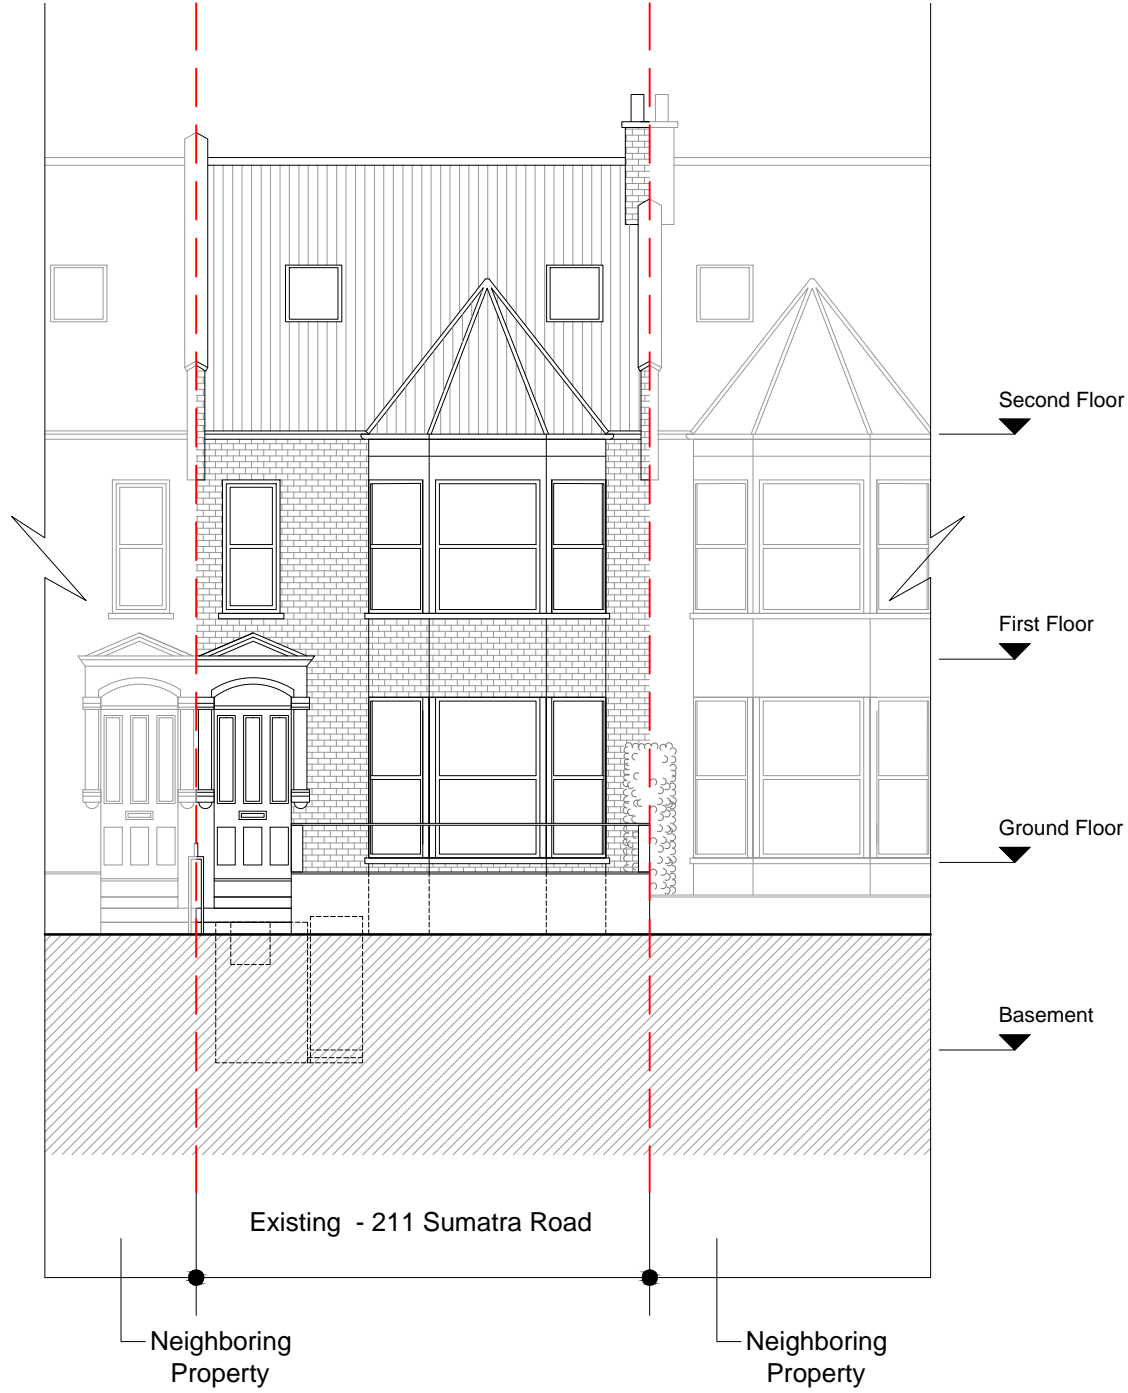 Second Floor
First Floor
Ground Floor
Basement
Existing - 211 Sumatra Road
Neighboring
Property
Neighboring
Property